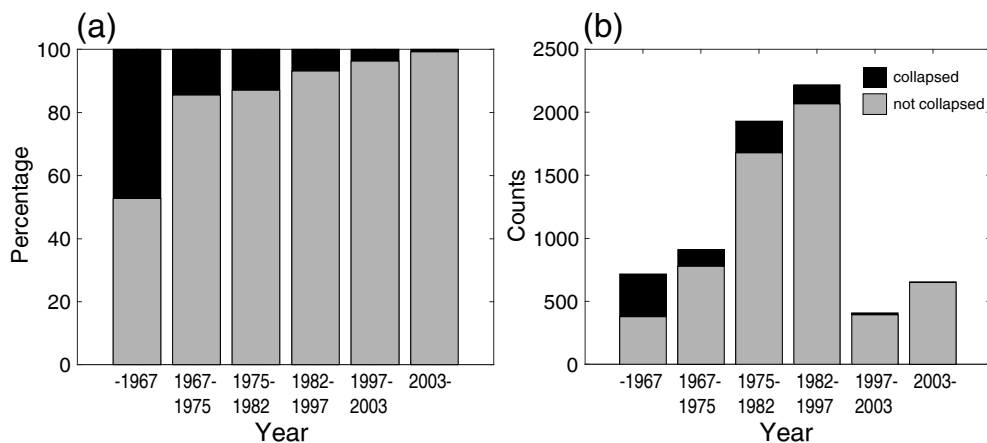 (a)
100
80
60
40
20
0
Percentage
-1967 1967- 1975- 1982- 1997- 2003-
1975 1982 1997 2003
Year
(b)
2500
2000
1500
1000
500
0
Counts
collapsed
not collapsed
-1967 1967- 1975- 1982- 1997- 2003-
1975 1982 1997 2003
Year